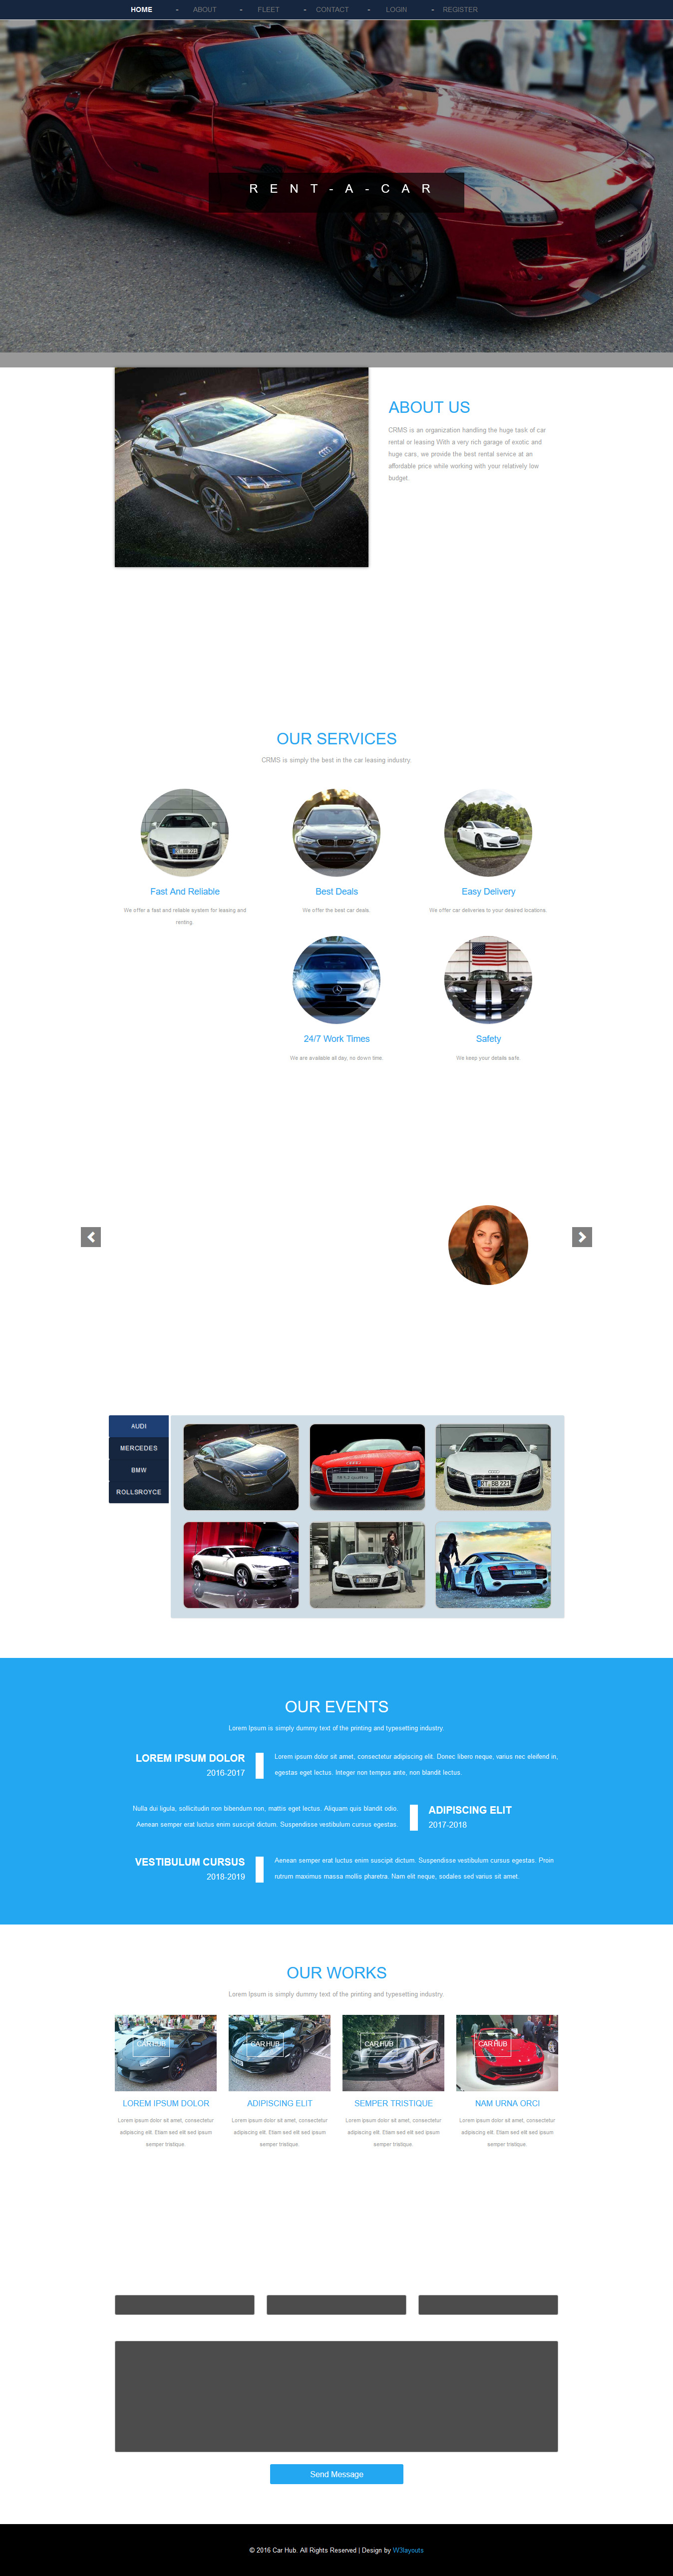 HOME - ABOUT - FLEET - CONTACT - LOGIN - REGISTER
RENT-A-CAR
ABOUT US
CRMS is an organization handling the huge task of car
rental or leasing With a very rich garage of exotic and
huge cars, we provide the best rental service at an
affordable price while working with your relatively low
budget.
OUR SERVICES
CRMS is simply the best in the car leasing industry
Fast And Reliable
We offer a fast and reliable system for leasing and
renting.
Best Deals
We offer the best car deals.
Easy Delivery
We offer car deliveries to your desired locations.
24/7 Work Times
We are available all day, no down time.
Safety
We keep your details safe.
AUDI
MERCEDES
BMW
ROLLSROYCE
OUR EVENTS
Lorem Ipsum is simply dummy text of the printing and typesetting industry.
LOREM IPSUM DOLOR
2016-2017
Lorem ipsum dolor sit amet, consectetur adipiscing elit. Donec libero neque, varius nec eleifend in,
egestas eget lectus. Integer non tempus ante, non blandit lectus.
Nulla dui ligula, sollicitudin non bibendum non, mattis eget lectus. Aliquam quis blandit odio.
Aenean semper erat luctus enim suscipit dictum. Suspendisse vestibulum cursus egestas.
ADIPISCING ELIT
2017-2018
VESTIBULUM CURSUS
2018-2019
Aenean semper erat luctus enim suscipit dictum. Suspendisse vestibulum cursus egestas. Proin
rutrum maximus massa mollis pharetra. Nam elit neque, sodales sed varius sit amet.
OUR WORKS
Lorem Ipsum is simply dummy text of the printing and typesetting industry.
CAR HUB
CAR HUB
CAR HUB
CAR HUB
LOREM IPSUM DOLOR
Lorem ipsum dolor sit amet, consectetur
adipiscing elit. Etiam sed elit sed ipsum
semper tristique.
ADIPISCING ELIT
Lorem ipsum dolor sit amet, consectetur
adipiscing elit. Etiam sed elit sed ipsum
semper tristique.
SEMPER TRISTIQUE
Lorem ipsum dolor sit amet, consectetur
adipiscing elit. Etiam sed elit sed ipsum
semper tristique.
NAM URNA ORCI
Lorem ipsum dolor sit amet, consectetur
adipiscing elit. Etiam sed elit sed ipsum
semper tristique.
Send Message
© 2016 Car Hub. All Rights Reserved | Design by W3layouts